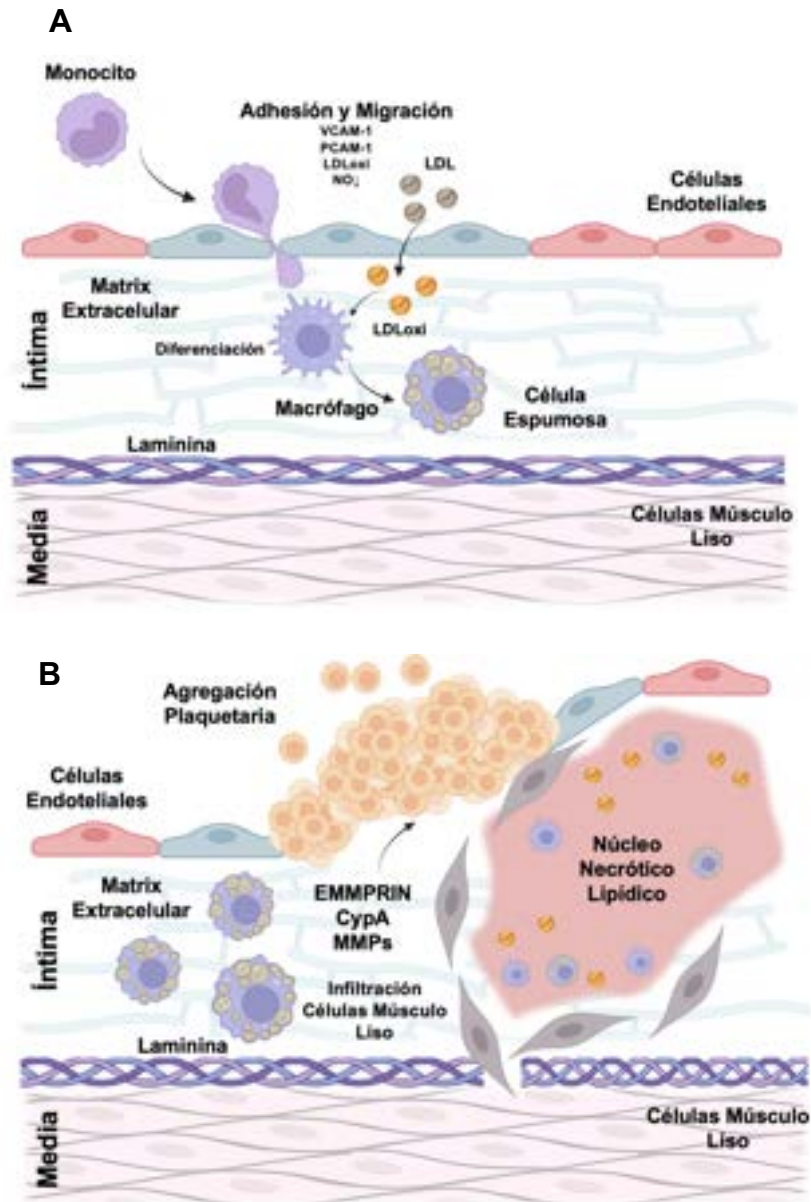 A
Monocito
Adhesión y Migración
VCAM-1
PCAM-1
LDLoxi
NO↓
LDL
Células
Endoteliales
Matrix
Extracelular
Íntima
LDLoxi
Diferenciación
Macrófago
Célula
Espumosa
Laminina
Media
Células Músculo
Liso
B
Agregación
Plaquetaria
Células
Endoteliales
Núcleo
Necrótico
Lipídico
Matrix
Extracelular
EMMPRIN
CypA
MMPs
Íntima
Infiltración
Células Músculo
Liso
Laminina
Media
Células Músculo
Liso